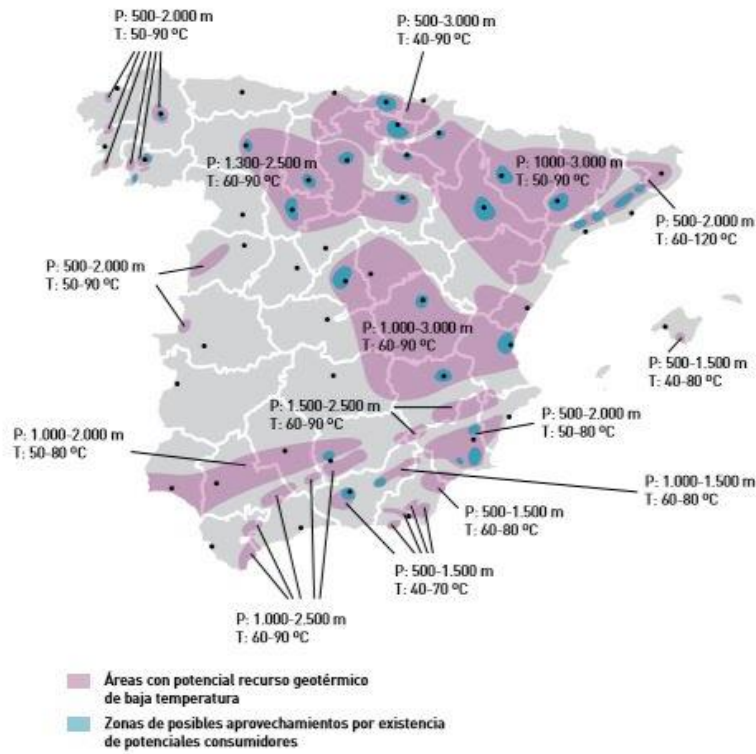 P: 500-2.000 m
T: 50-90 ºC
P: 500-3.000 m
T: 40-90 ºC
P: 1.300-2.500 m
T: 60-90 ºC
P: 1000-3.000 m
T: 50-90 ºC
P: 500-2.000 m
T: 60-120 ºC
P: 500-2.000 m
T: 50-90 ºC
P: 1.000-3.000 m
T: 60-90 ºC
P: 500-1.500 m
T: 40-80 ºC
P: 1.500-2.500 m
T: 60-90 ºC
P: 500-2.000 m
T: 50-80 ºC
P: 1.000-2.000 m
T: 50-80 ºC
P: 1.000-1.500 m
T: 60-80 ºC
P: 500-1.500 m
T: 60-80 ºC
P: 500-1.500 m
T: 40-70 ºC
P: 1.000-2.500 m
T: 60-90 ºC
Áreas con potencial recurso geotérmico
de baja temperatura
Zonas de posibles aprovechamientos por existencia
de potenciales consumidores